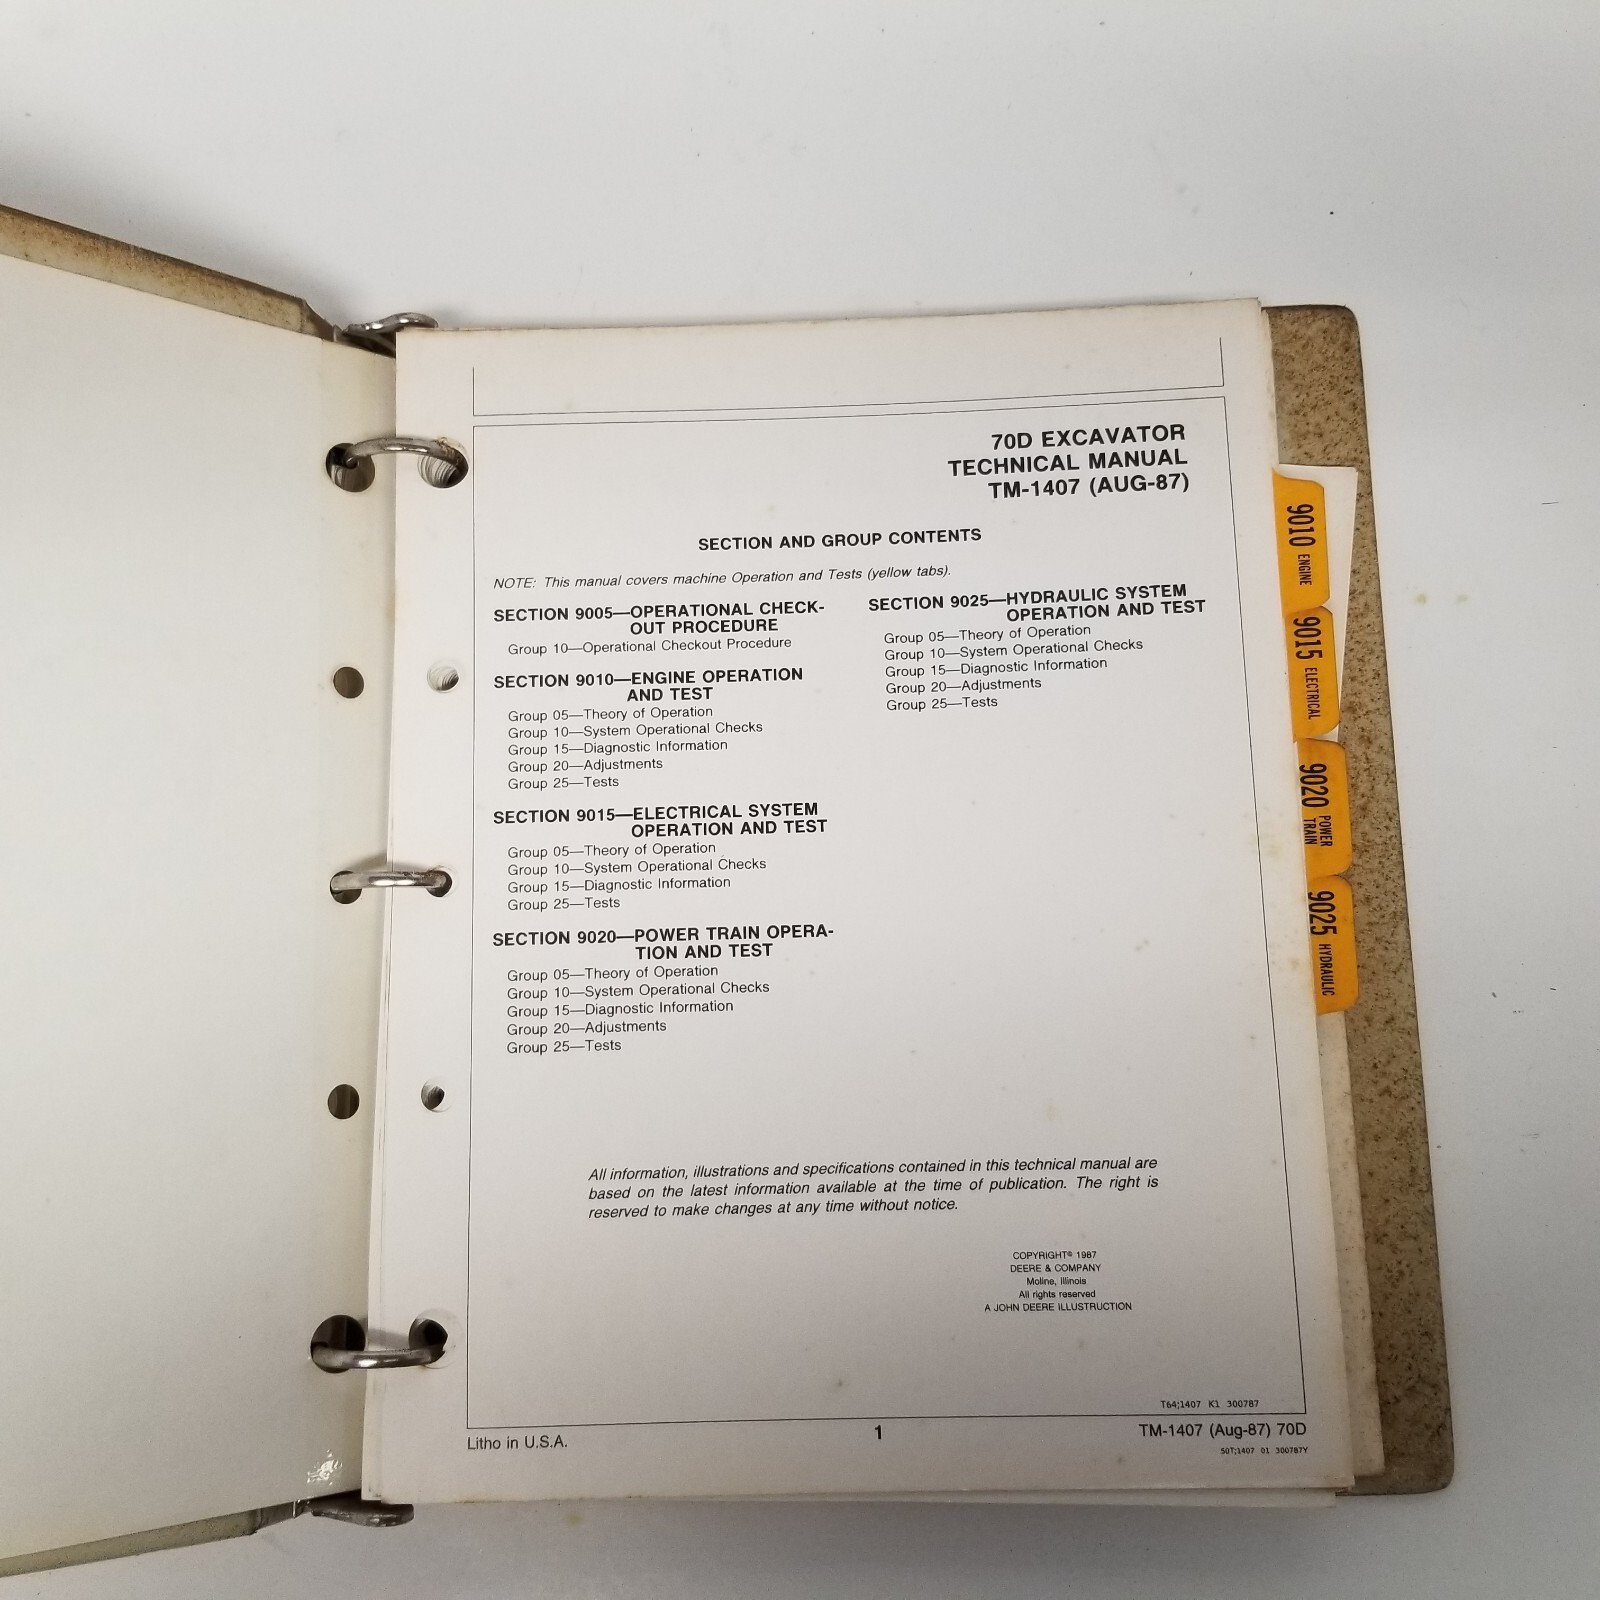 70D EXCAVATOR
TECHNICAL MANUAL
TM-1407 (AUG-87)
SECTION AND GROUP CONTENTS
NOTE: This manual covers machine Operation and Tests (yellow tabs).
SECTION 9005—OPERATIONAL CHECK-
OUT PROCEDURE
Group 10—Operational Checkout Procedure
SECTION 9010—ENGINE OPERATION
AND TEST
Group 05—Theory of Operation
Group 10—System Operational Checks
Group 15—Diagnostic Information
Group 20—Adjustments
Group 25—Tests
SECTION 9015—ELECTRICAL SYSTEM
OPERATION AND TEST
Group 05—Theory of Operation
Group 10—System Operational Checks
Group 15—Diagnostic Information
Group 25—Tests
SECTION 9020—POWER TRAIN OPERA-
TION AND TEST
Group 05—Theory of Operation
Group 10—System Operational Checks
Group 15—Diagnostic Information
Group 20—Adjustments
Group 25—Tests
SECTION 9025—HYDRAULIC SYSTEM
OPERATION AND TEST
Group 05—Theory of Operation
Group 10—System Operational Checks
Group 15—Diagnostic Information
Group 20—Adjustments
Group 25—Tests
All information, illustrations and specifications contained in this technical manual are
based on the latest information available at the time of publication. The right is
reserved to make changes at any time without notice.
COPYRIGHT© 1987
DEERE & COMPANY
Moline, Illinois
All rights reserved
A JOHN DEERE ILLUSTRUCTION
T64;1407 K1 300787
Litho in U.S.A.
1
TM-1407 (Aug-87) 70D
50T;1407 01 300787Y
9010 ENGINE
9015 ELECTRICAL
9020 POWER
TRAIN
9025 HYDRAULIC